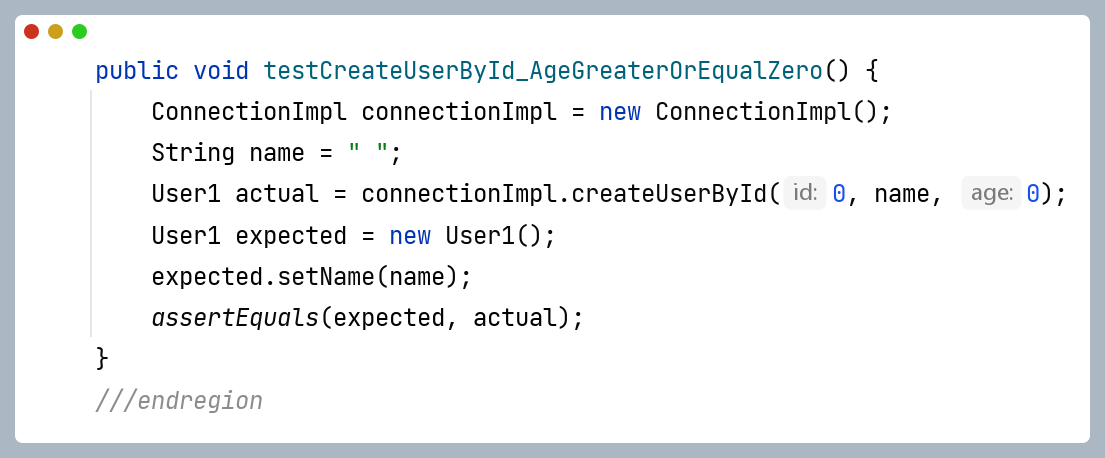 public void testCreateUserById_AgeGreaterOrEqualZero() {
    ConnectionImpl connectionImpl = new ConnectionImpl();
    String name = " ";
    User1 actual = connectionImpl.createUserById( id: 0, name, age: 0);
    User1 expected = new User1();
    expected.setName(name);
    assertEquals(expected, actual);
}
///endregion